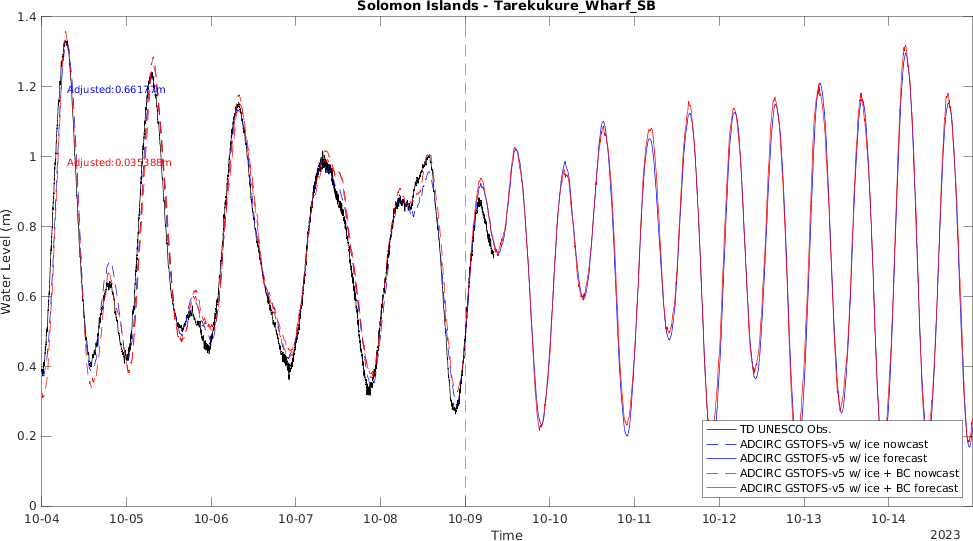 Solomon Islands - Tarekukure_Wharf_SB
1.4
1.2
1
0.8
0.6
0.4
0.2
0
Water Level (m)
Adjusted:0.66177m
Adjusted:0.035388m
TD UNESCO Obs.
ADCIRC GSTOFS-v5 w/ ice nowcast
ADCIRC GSTOFS-v5 w/ ice forecast
ADCIRC GSTOFS-v5 w/ ice + BC nowcast
ADCIRC GSTOFS-v5 w/ ice + BC forecast
10-04 10-05 10-06 10-07 10-08 10-09 10-10 10-11 10-12 10-13 10-14
Time
2023